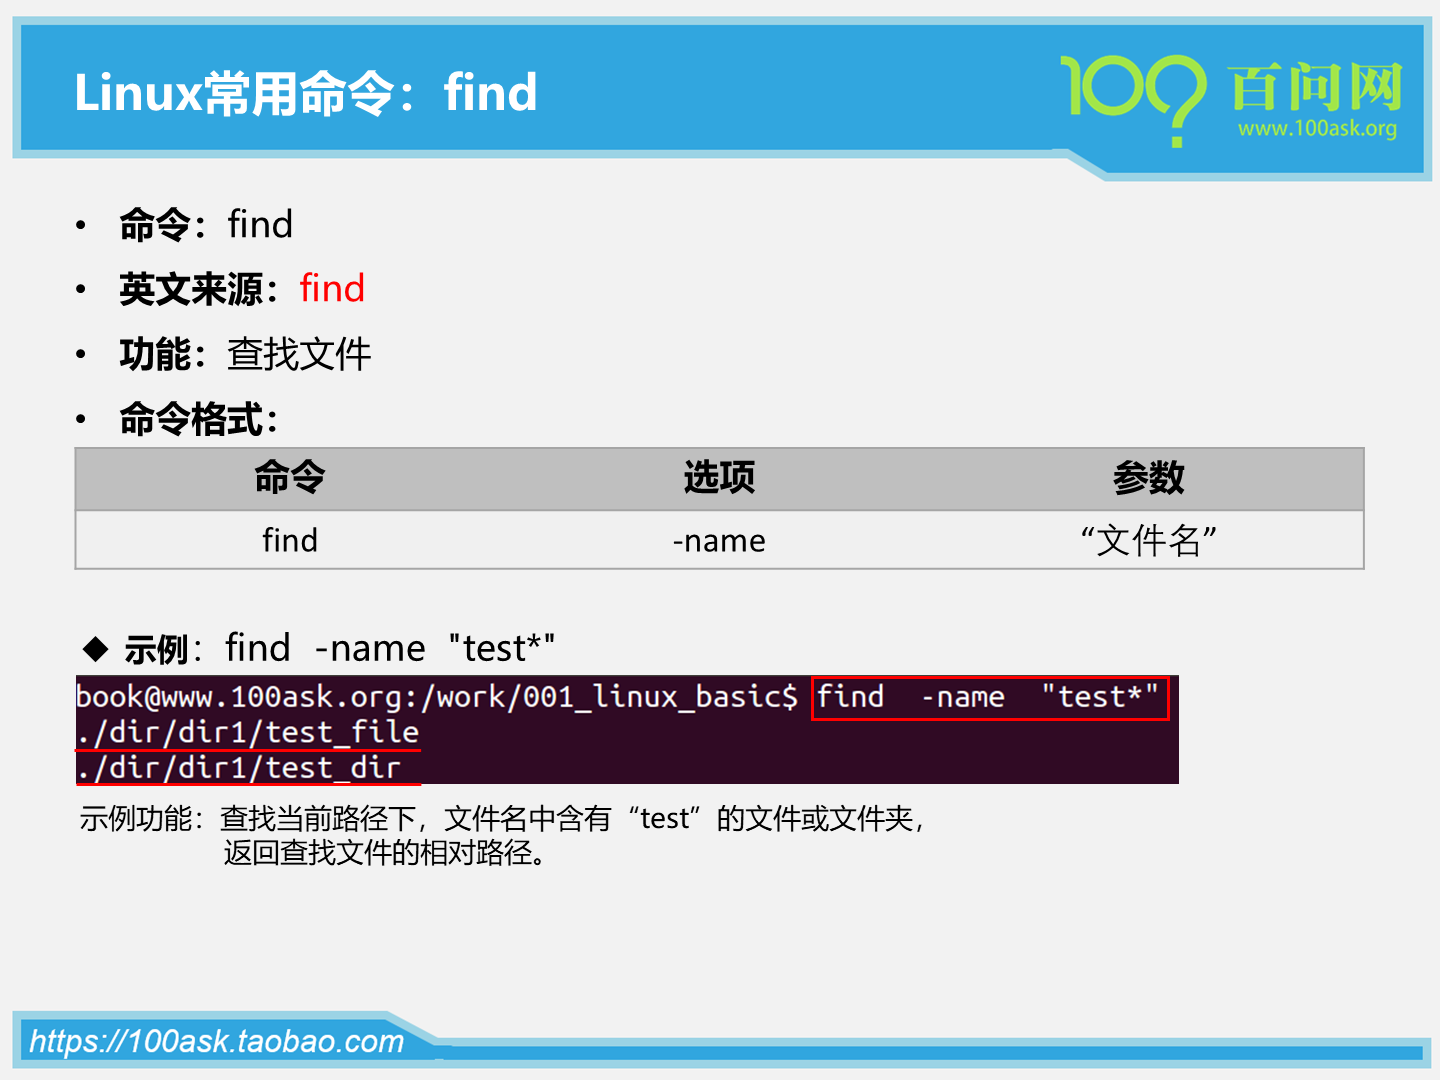 Linux常用命令：find
100? 百问网
www.100ask.org
• 命令：find
• 英文来源：find
• 功能：查找文件
• 命令格式：
命令 选项 参数
find -name “文件名”
◆ 示例：find -name "test*"
book@www.100ask.org:/work/001_linux_basic$ find -name "test*"
./dir/dir1/test_file
./dir/dir1/test_dir
示例功能：查找当前路径下，文件名中含有“test”的文件或文件夹，
返回查找文件的相对路径。
https://100ask.taobao.com